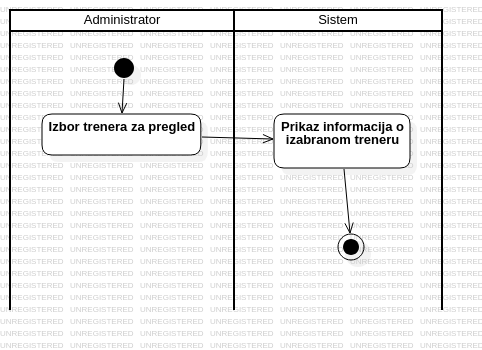 Administrator
Sistem
Izbor trenera za pregled
Prikaz informacija o
izabranom treneru
UNREGISTERED